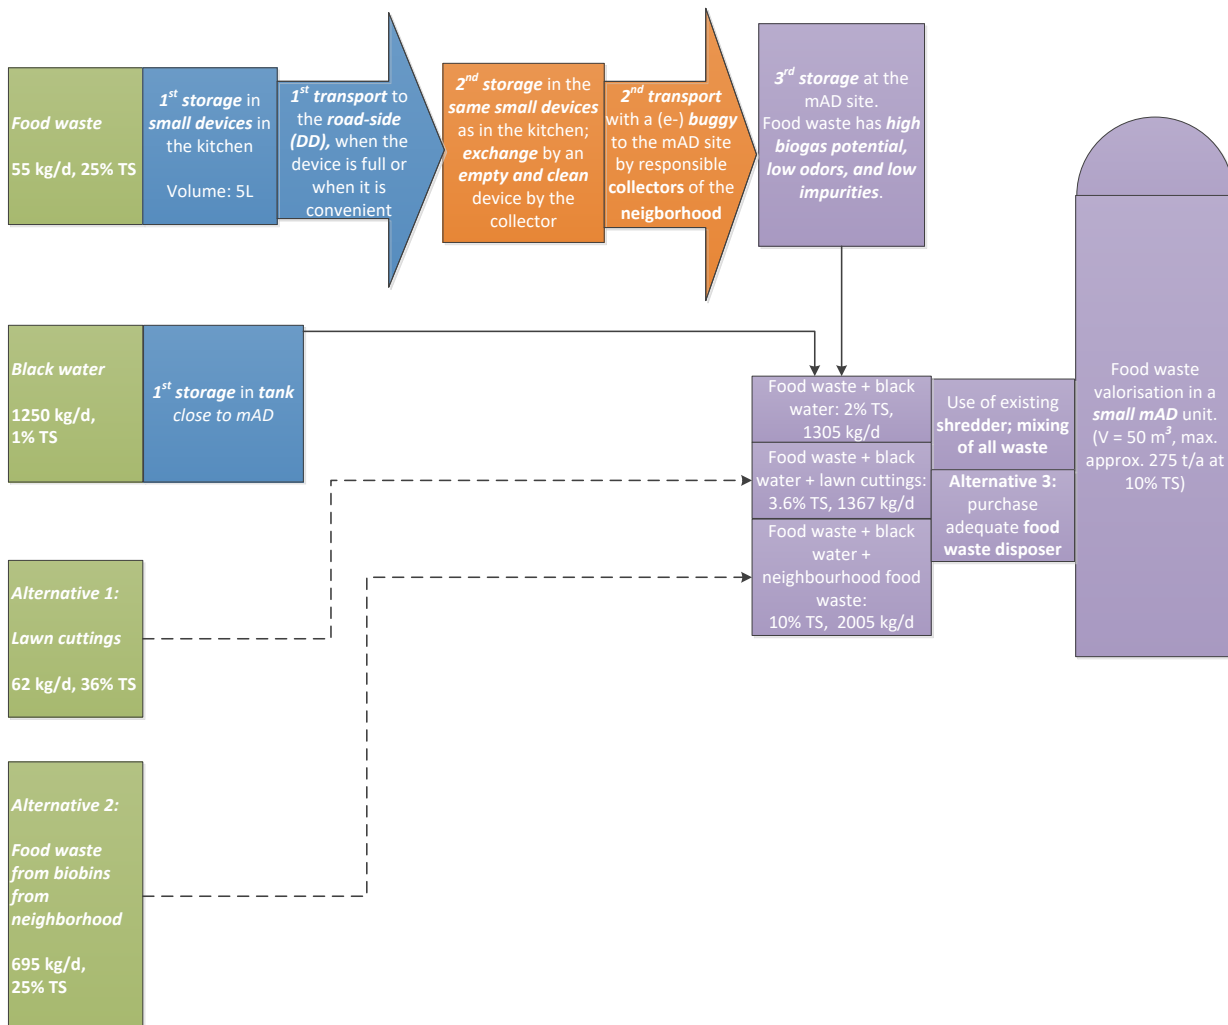 Food waste
55 kg/d, 25% TS
1st storage in
small devices in
the kitchen
Volume: 5L
1st transport to
the road-side
(DD), when the
device is full or
when it is
convenient
2nd storage in the
same small devices
as in the kitchen;
exchange by an
empty and clean
device by the
collector
2nd transport
with a (e-) buggy
to the mAD site
by responsible
collectors of the
neigborhood
3rd storage at the
mAD site.
Food waste has high
biogas potential,
low odors, and low
impurities.
Black water
1250 kg/d,
1% TS
1st storage in tank
close to mAD
Food waste + black
water: 2% TS,
1305 kg/d
Food waste + black
water + lawn cuttings:
3.6% TS, 1367 kg/d
Food waste + black
water +
neighbourhood food
waste:
10% TS,  2005 kg/d
Use of existing
shredder; mixing
of all waste
Alternative 3:
purchase
adequate food
waste disposer
Food waste
valorisation in a
small mAD unit.
(V = 50 m3, max.
approx. 275 t/a at
10% TS)
Alternative 1:
Lawn cuttings
62 kg/d, 36% TS
Alternative 2:
Food waste
from biobins
from
neighborhood
695 kg/d,
25% TS